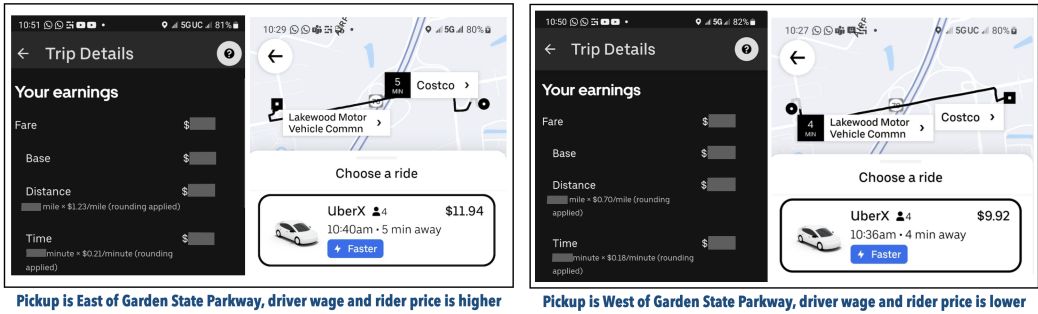 10:51
81%
5GUC
← Trip Details
?
Your earnings
Fare $
Base $
Distance $
mile × $1.23/mile (rounding applied)
Time $
minute × $0.21/minute (rounding
applied)
10:29
5G 80%
←
5
MIN
Costco >
70
Lakewood Motor
Vehicle Commn >
Choose a ride
UberX 4 $11.94
10:40am • 5 min away
Faster
Pickup is East of Garden State Parkway, driver wage and rider price is higher
10:50
5G 82%
← Trip Details
?
Your earnings
Fare $
Base $
Distance $
mile × $0.70/mile (rounding
applied)
Time $
minute × $0.18/minute (rounding
applied)
10:27
5GUC 80%
←
70
4
MIN
Lakewood Motor
Vehicle Commn >
Costco >
Choose a ride
UberX 4 $9.92
10:36am • 4 min away
Faster
Pickup is West of Garden State Parkway, driver wage and rider price is lower